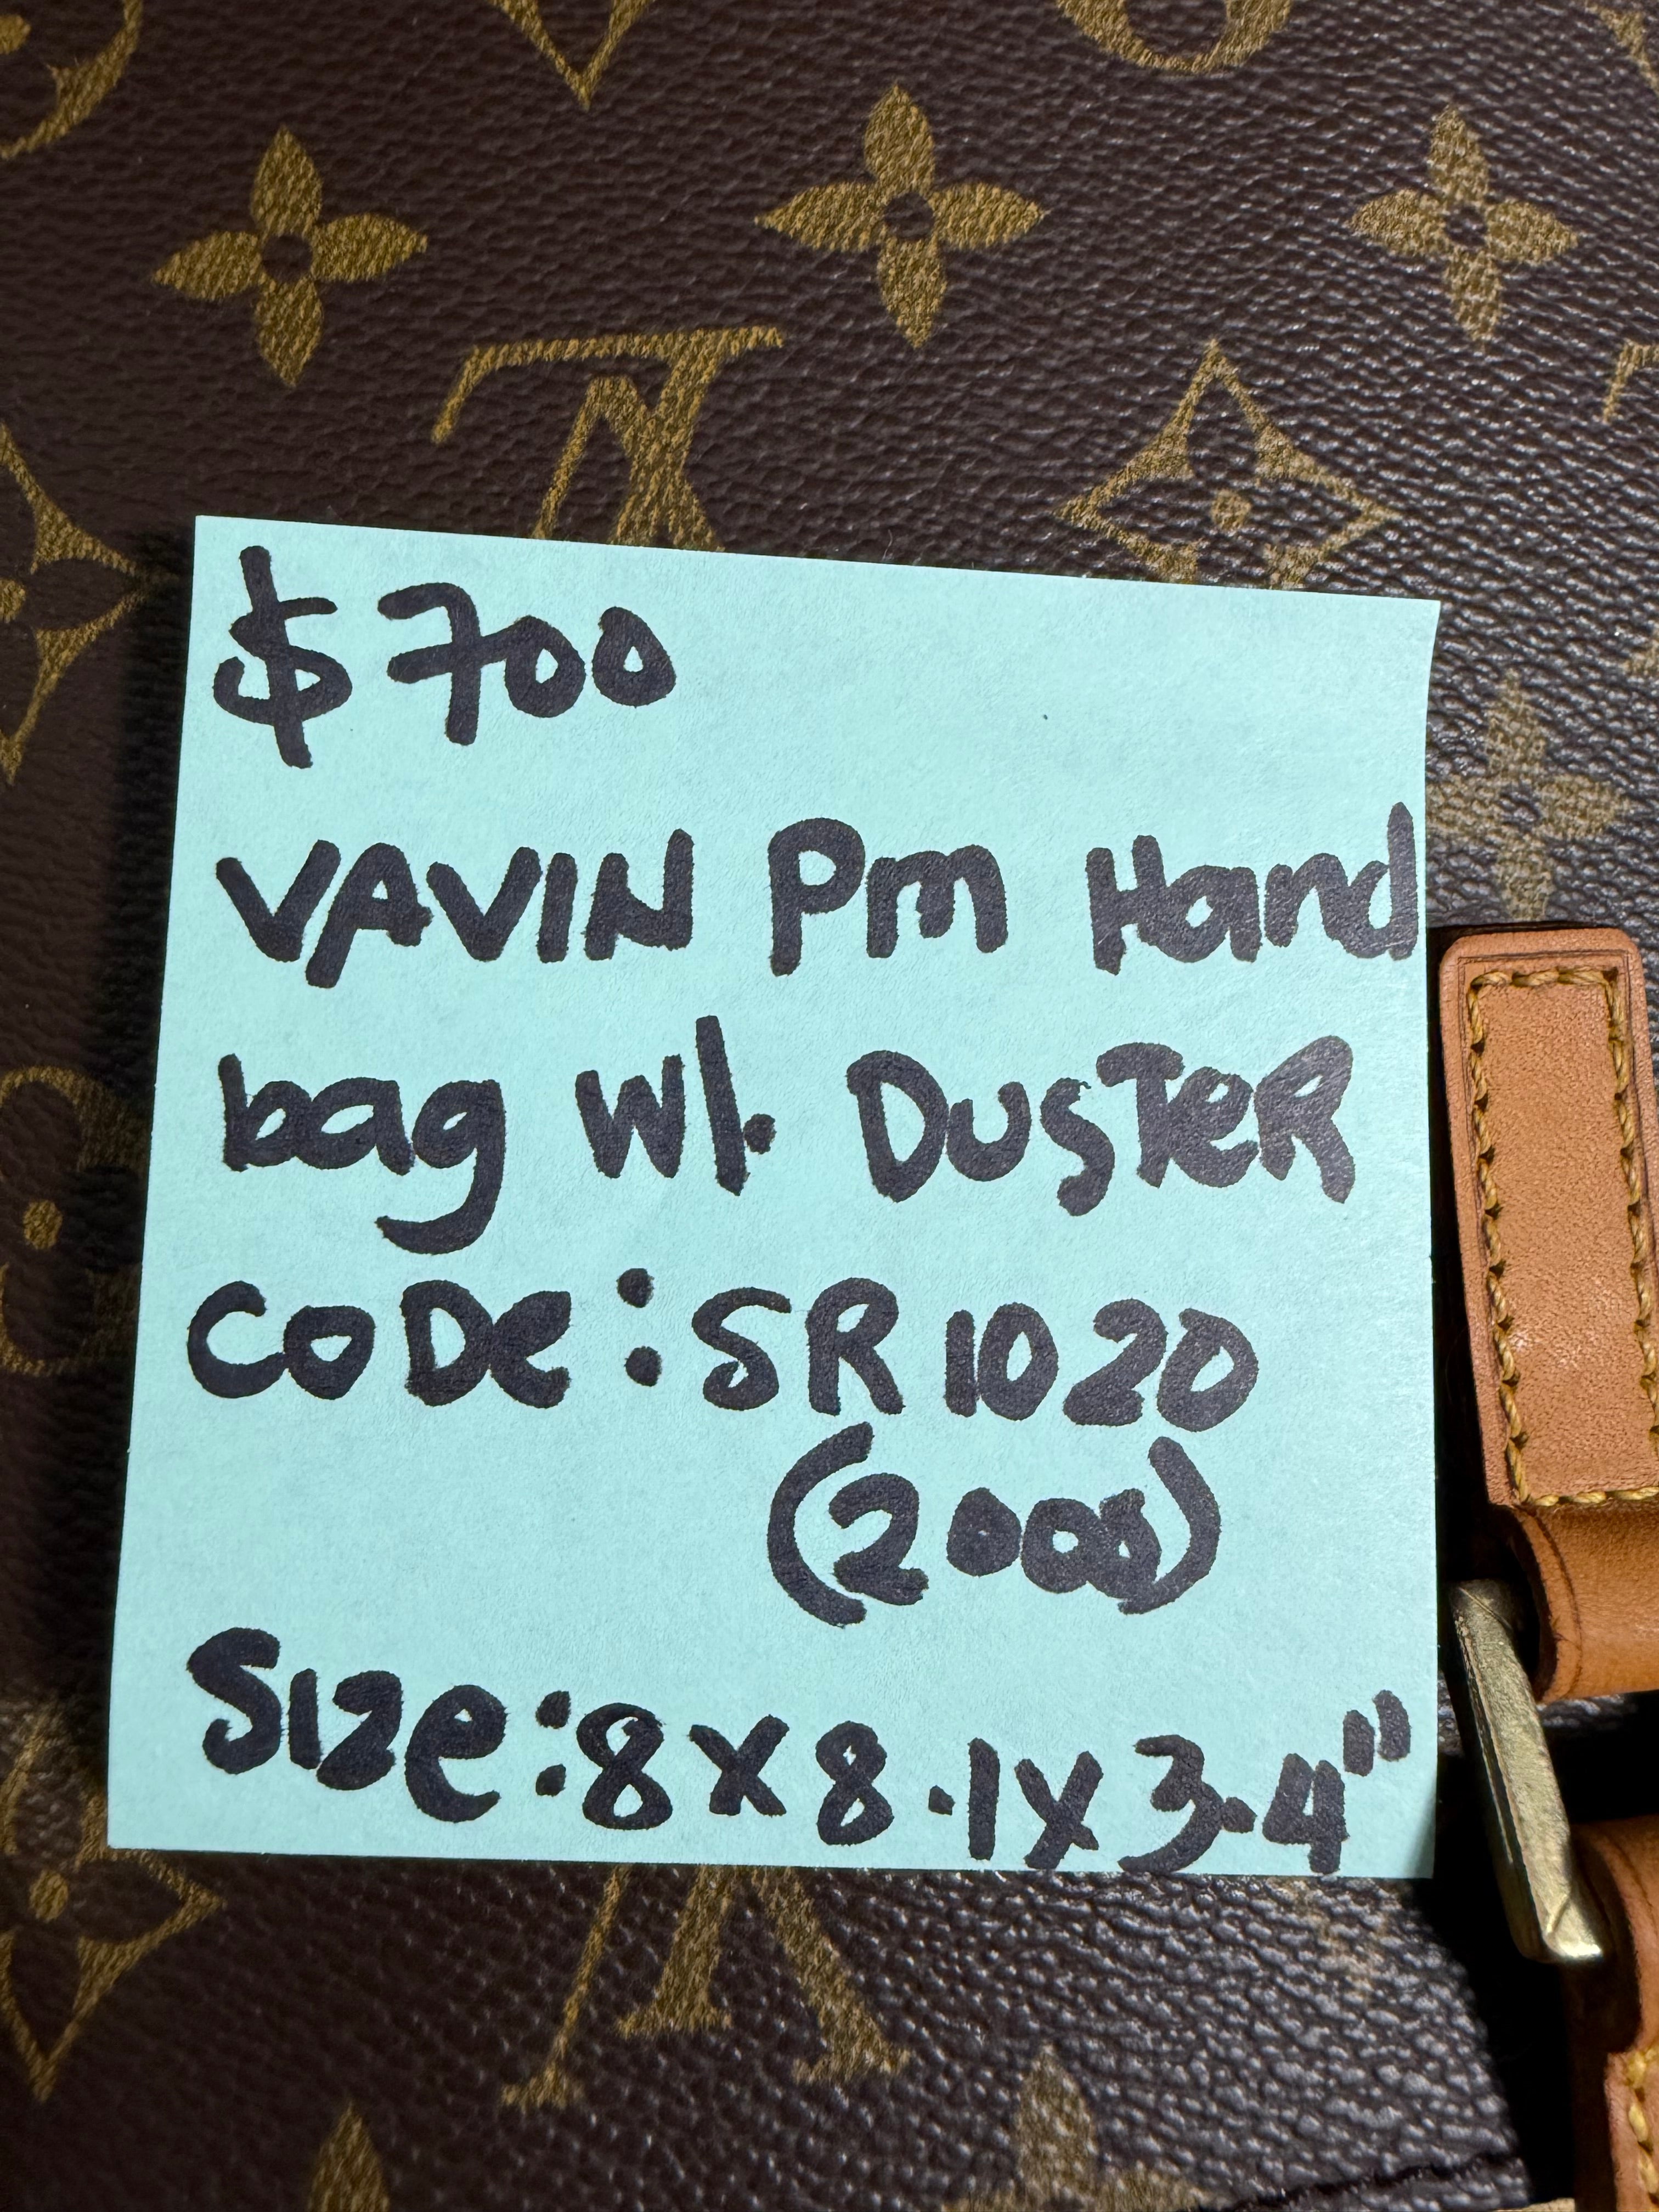 $700
VAVIN Pm Hand
bag w/. DusTeR
CODe: SR1020
(2000)
Size: 8x8.1x3.4"